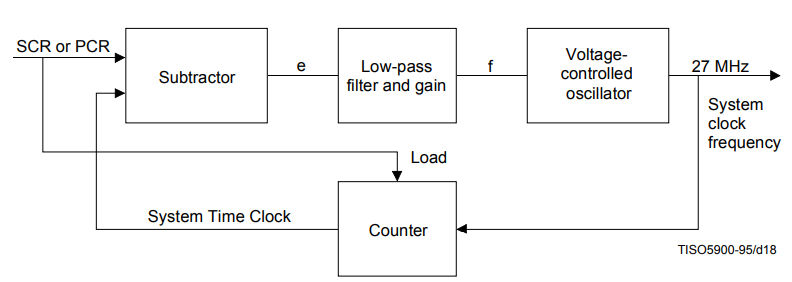 SCR or PCR
Subtractor
e
Low-pass
filter and gain
f
Voltage-
controlled
oscillator
27 MHz
System
clock
frequency
Load
System Time Clock
Counter
TISO5900-95/d18